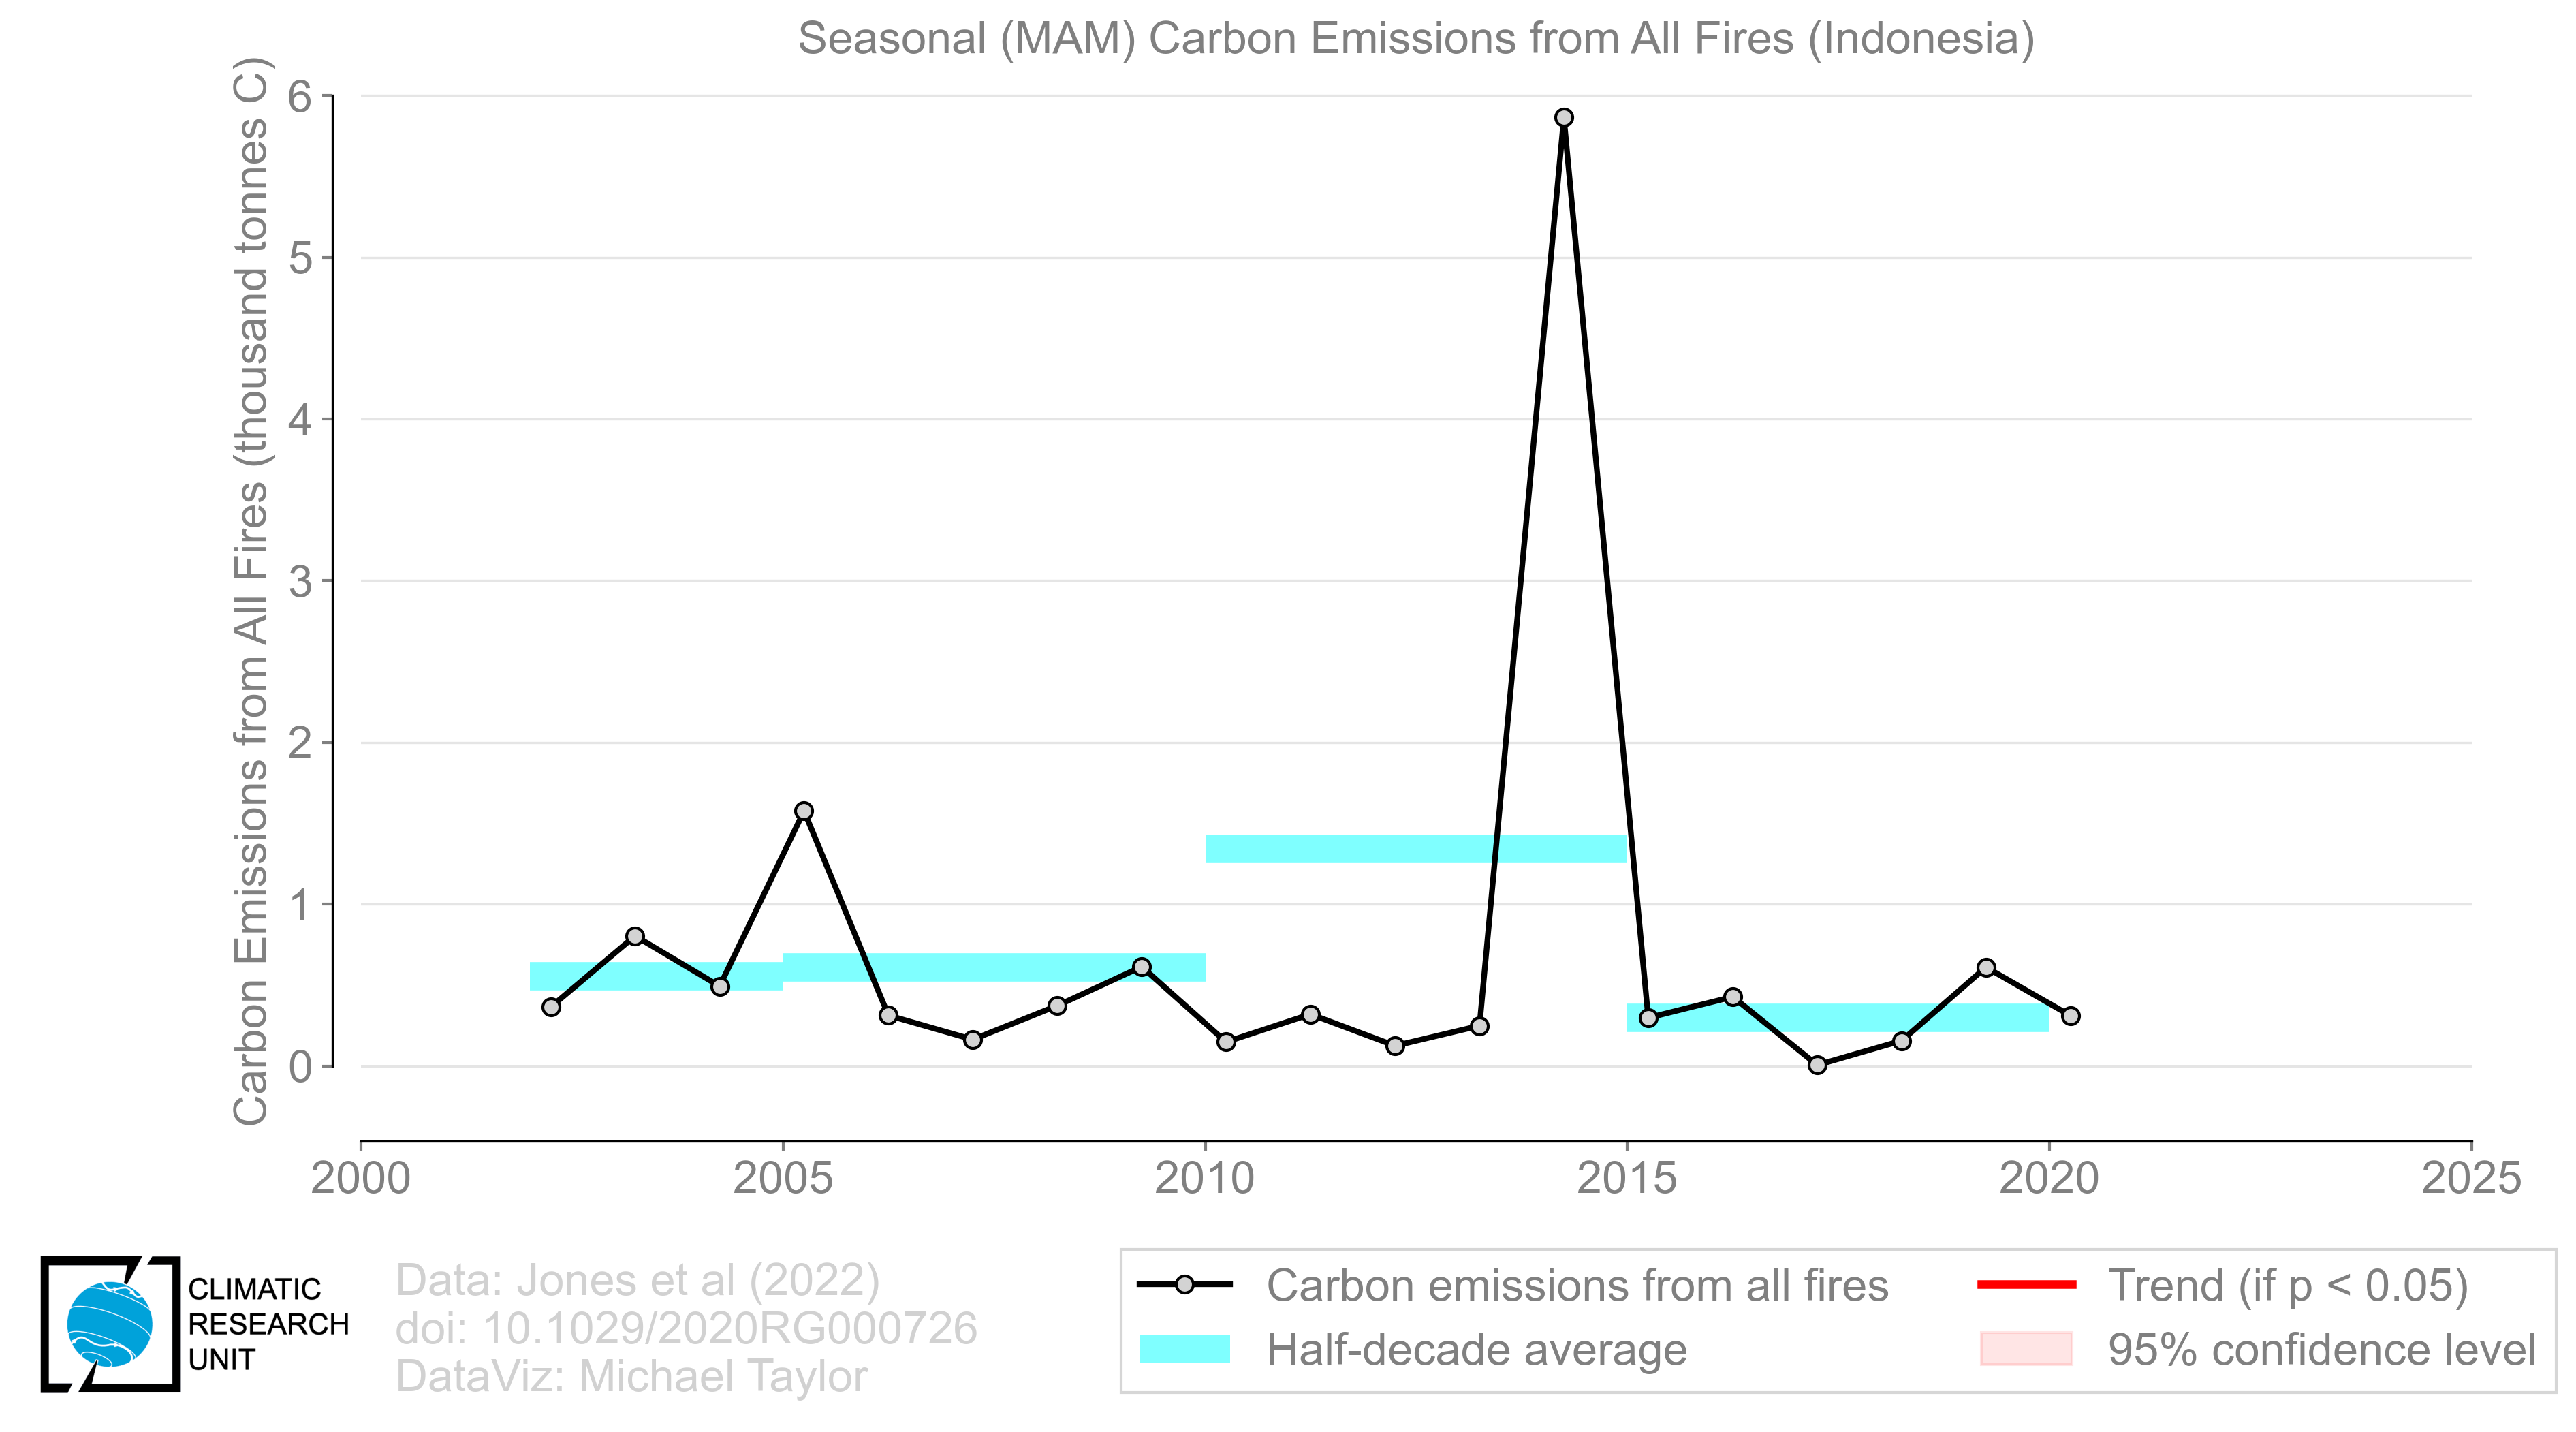 Seasonal (MAM) Carbon Emissions from All Fires (Indonesia)
Carbon Emissions from All Fires (thousand tonnes C)
6
5
4
3
2
1
0
2000 2005 2010 2015 2020 2025
CLIMATIC
RESEARCH
UNIT
Data: Jones et al (2022)
doi: 10.1029/2020RG000726
DataViz: Michael Taylor
Carbon emissions from all fires
Half-decade average
Trend (if p < 0.05)
95% confidence level